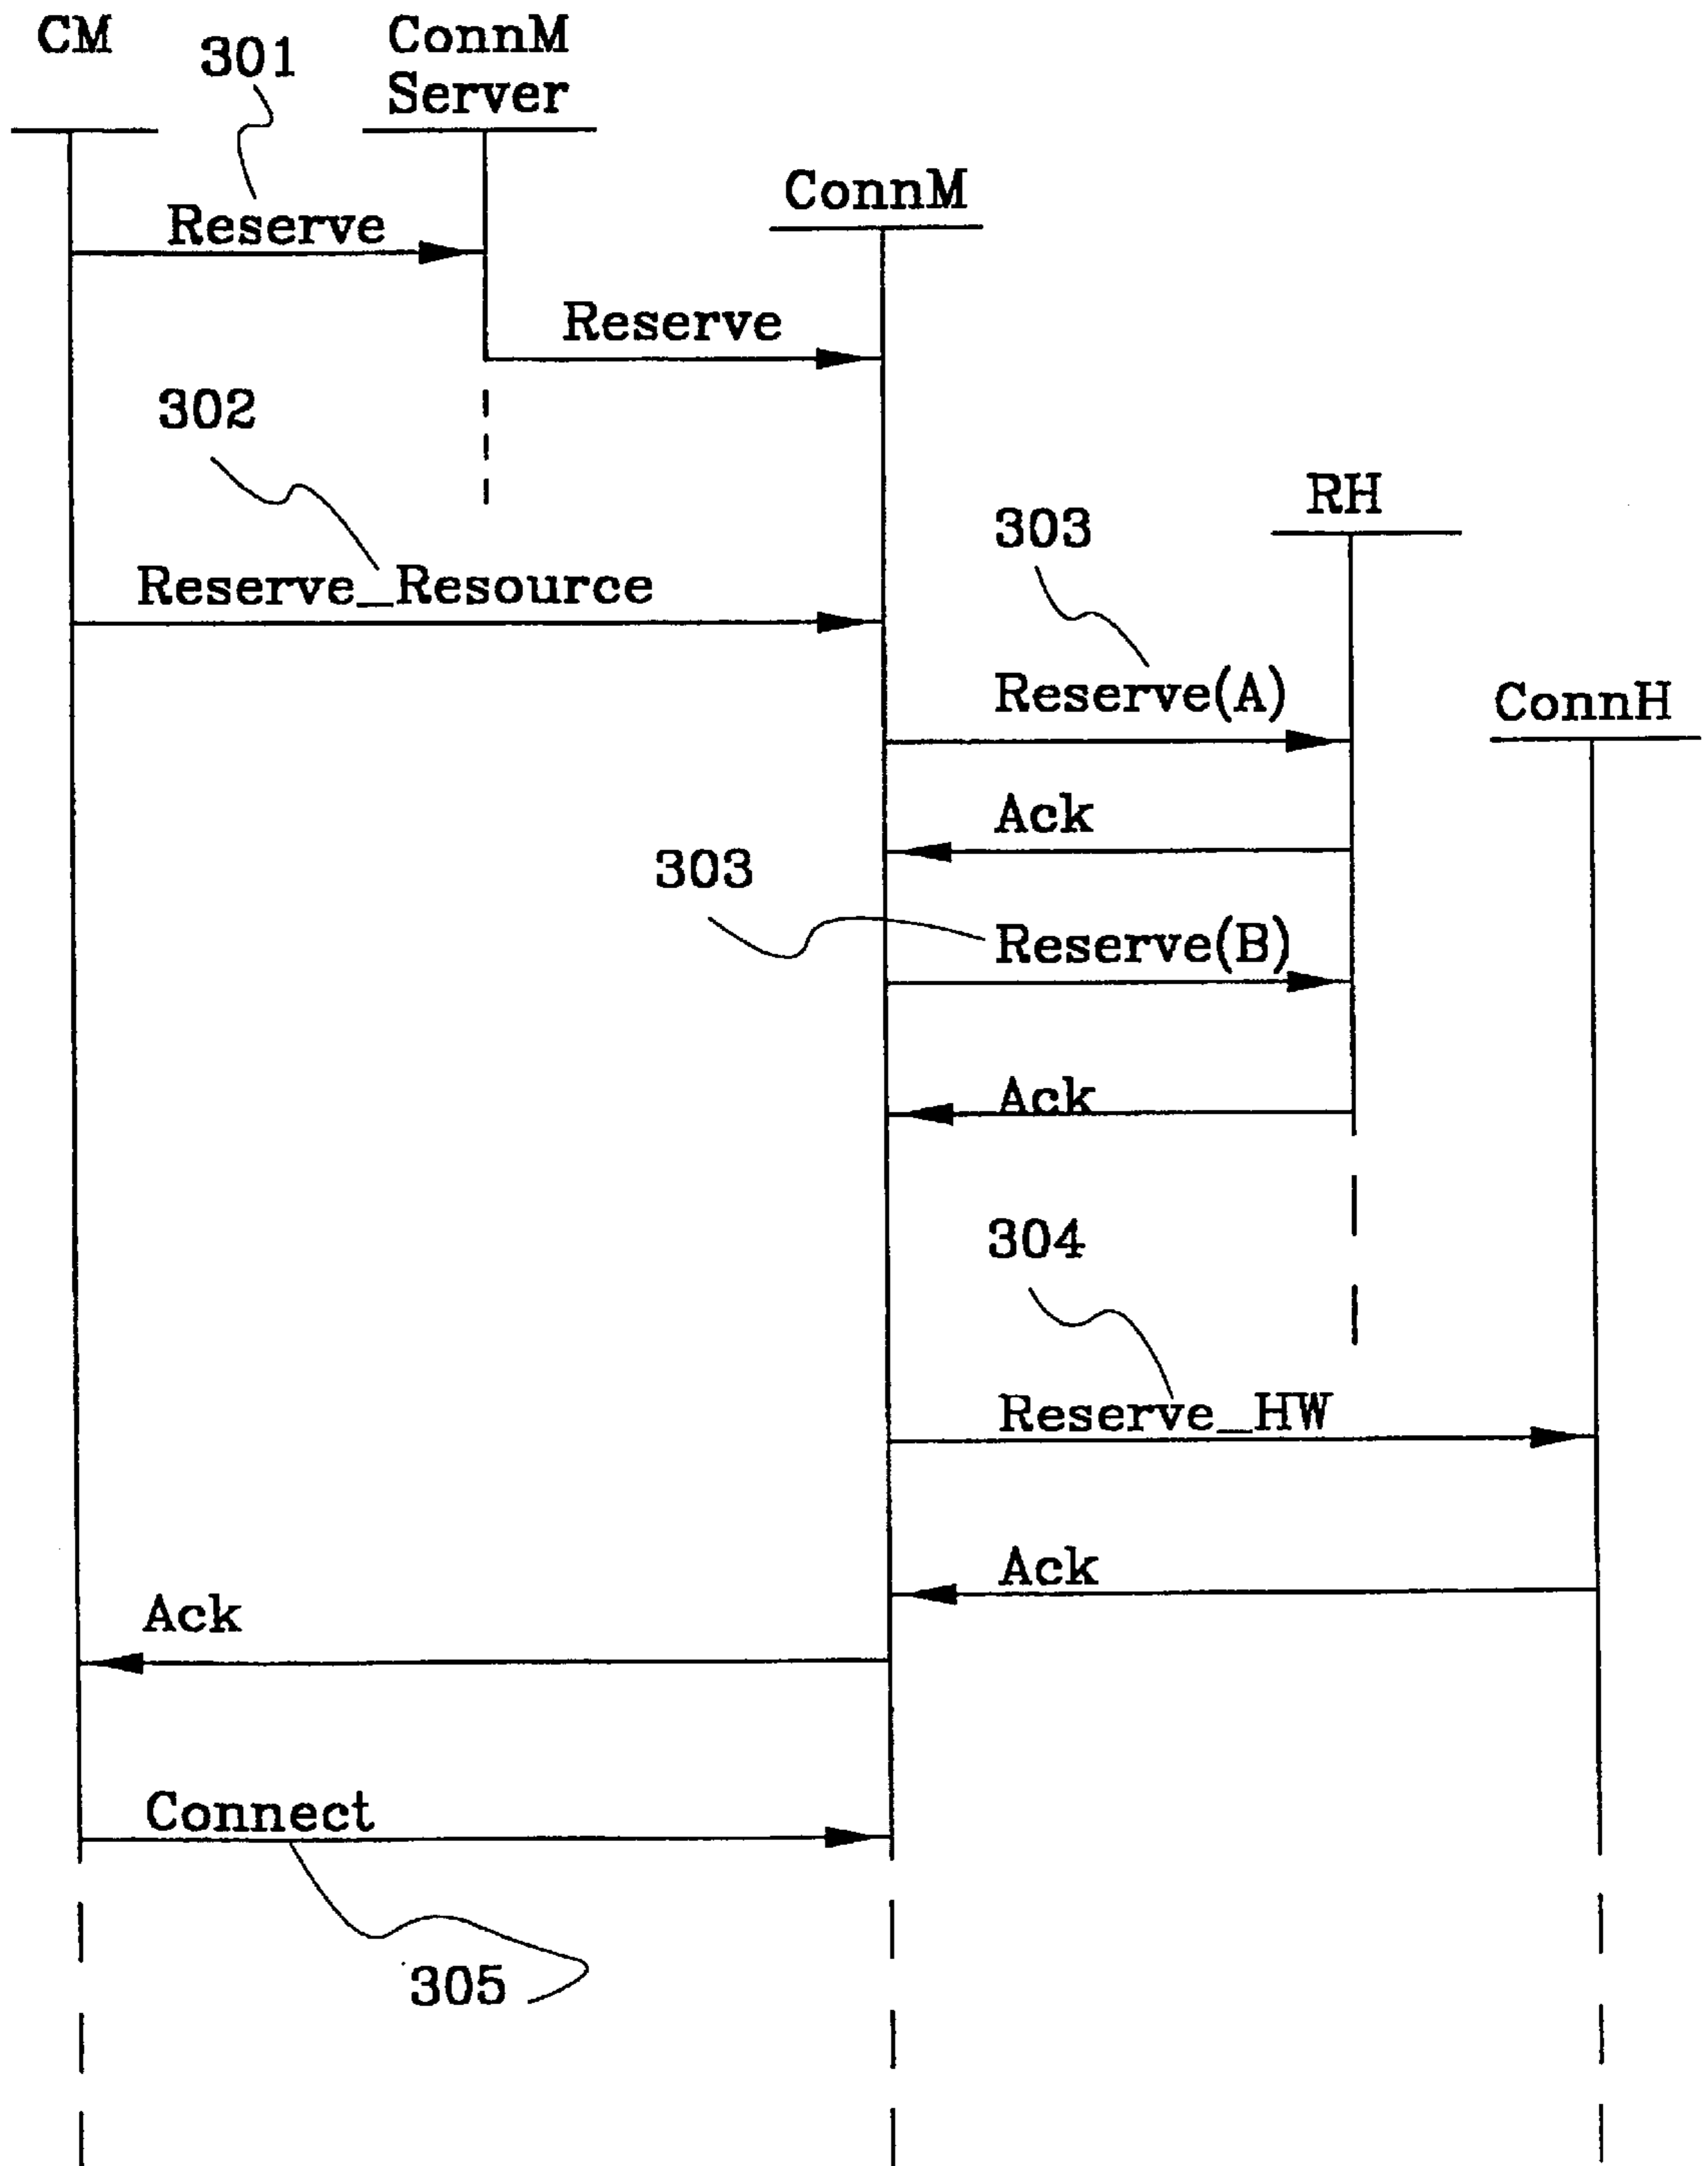 CM
ConnM
Server
301
Reserve
ConnM
Reserve
302
RH
303
Reserve_Resource
Reserve(A)
ConnH
Ack
303
Reserve(B)
Ack
304
Reserve_HW
Ack
Ack
Connect
305